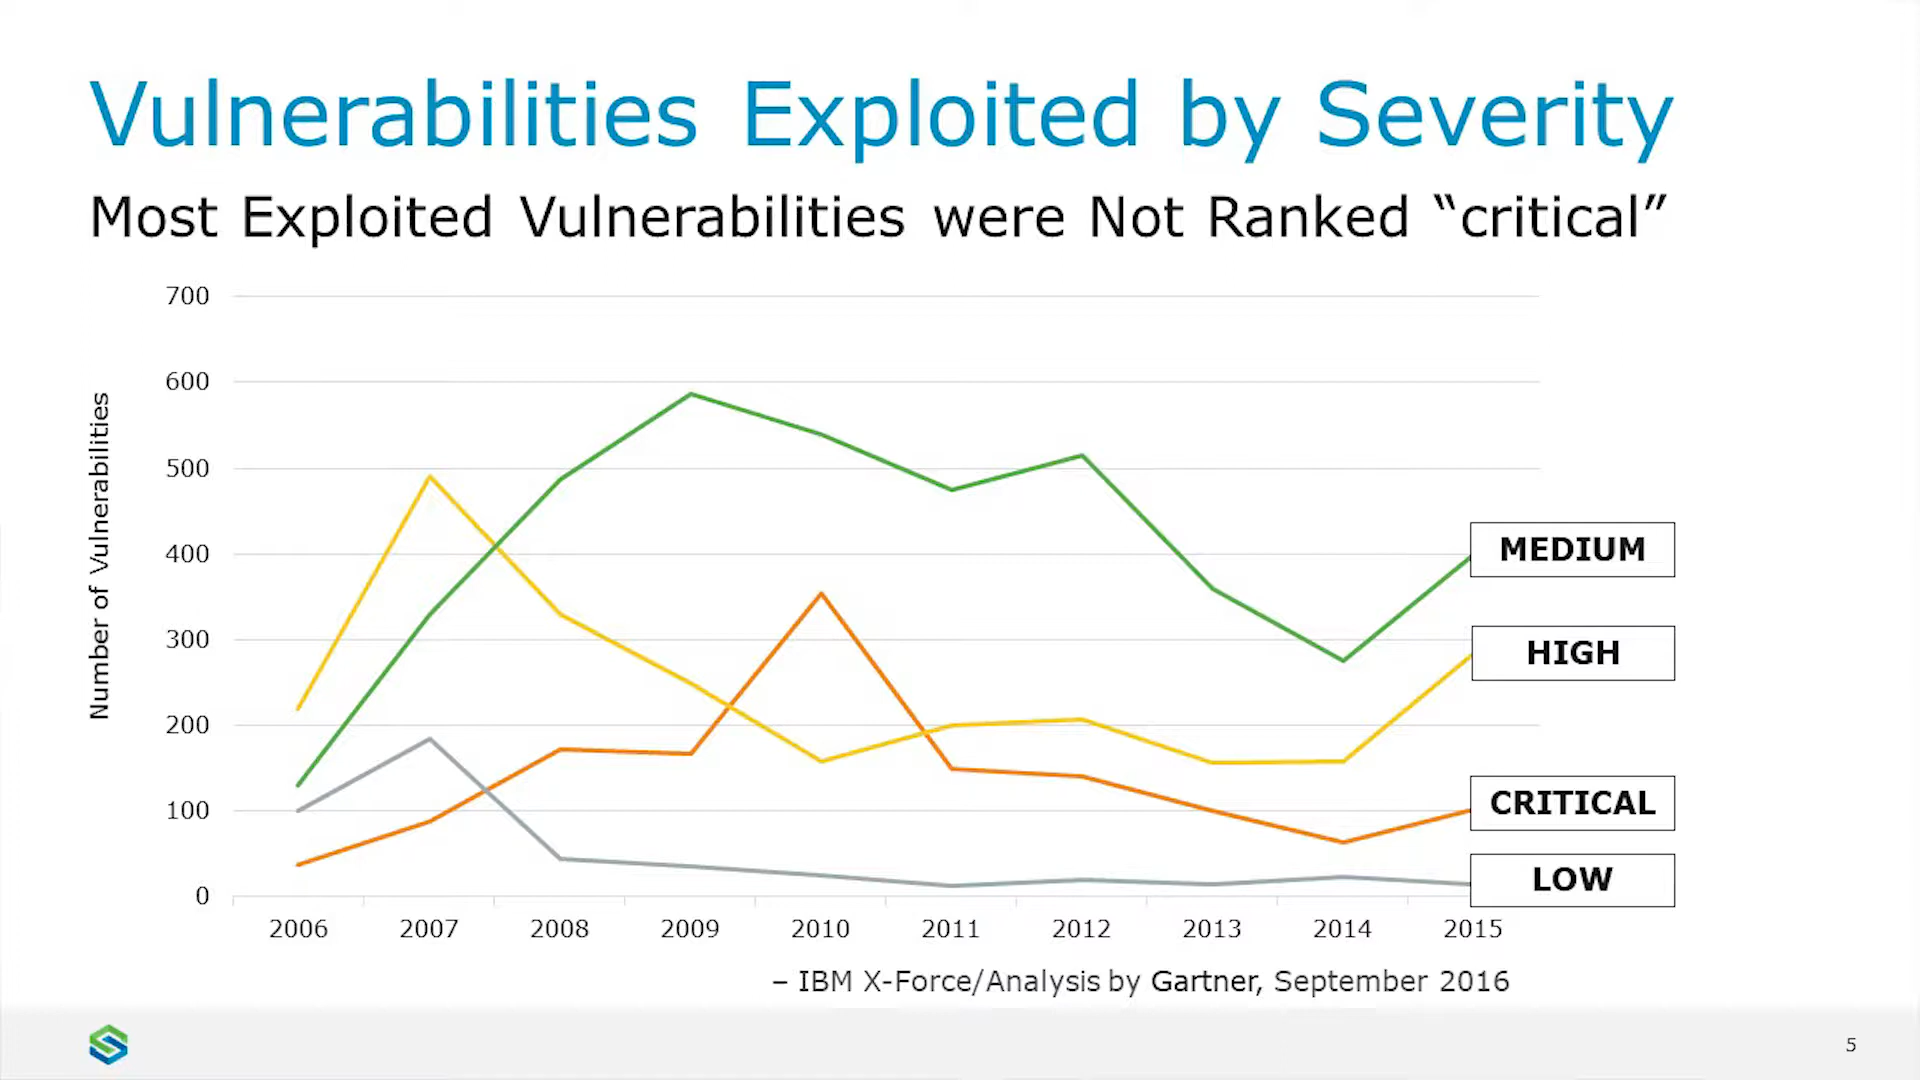 Vulnerabilities Exploited by Severity
Most Exploited Vulnerabilities were Not Ranked “critical”
Number of Vulnerabilities
700
600
500
400
300
200
100
0
MEDIUM
HIGH
CRITICAL
LOW
2006 2007 2008 2009 2010 2011 2012 2013 2014 2015
– IBM X-Force/Analysis by Gartner, September 2016
5